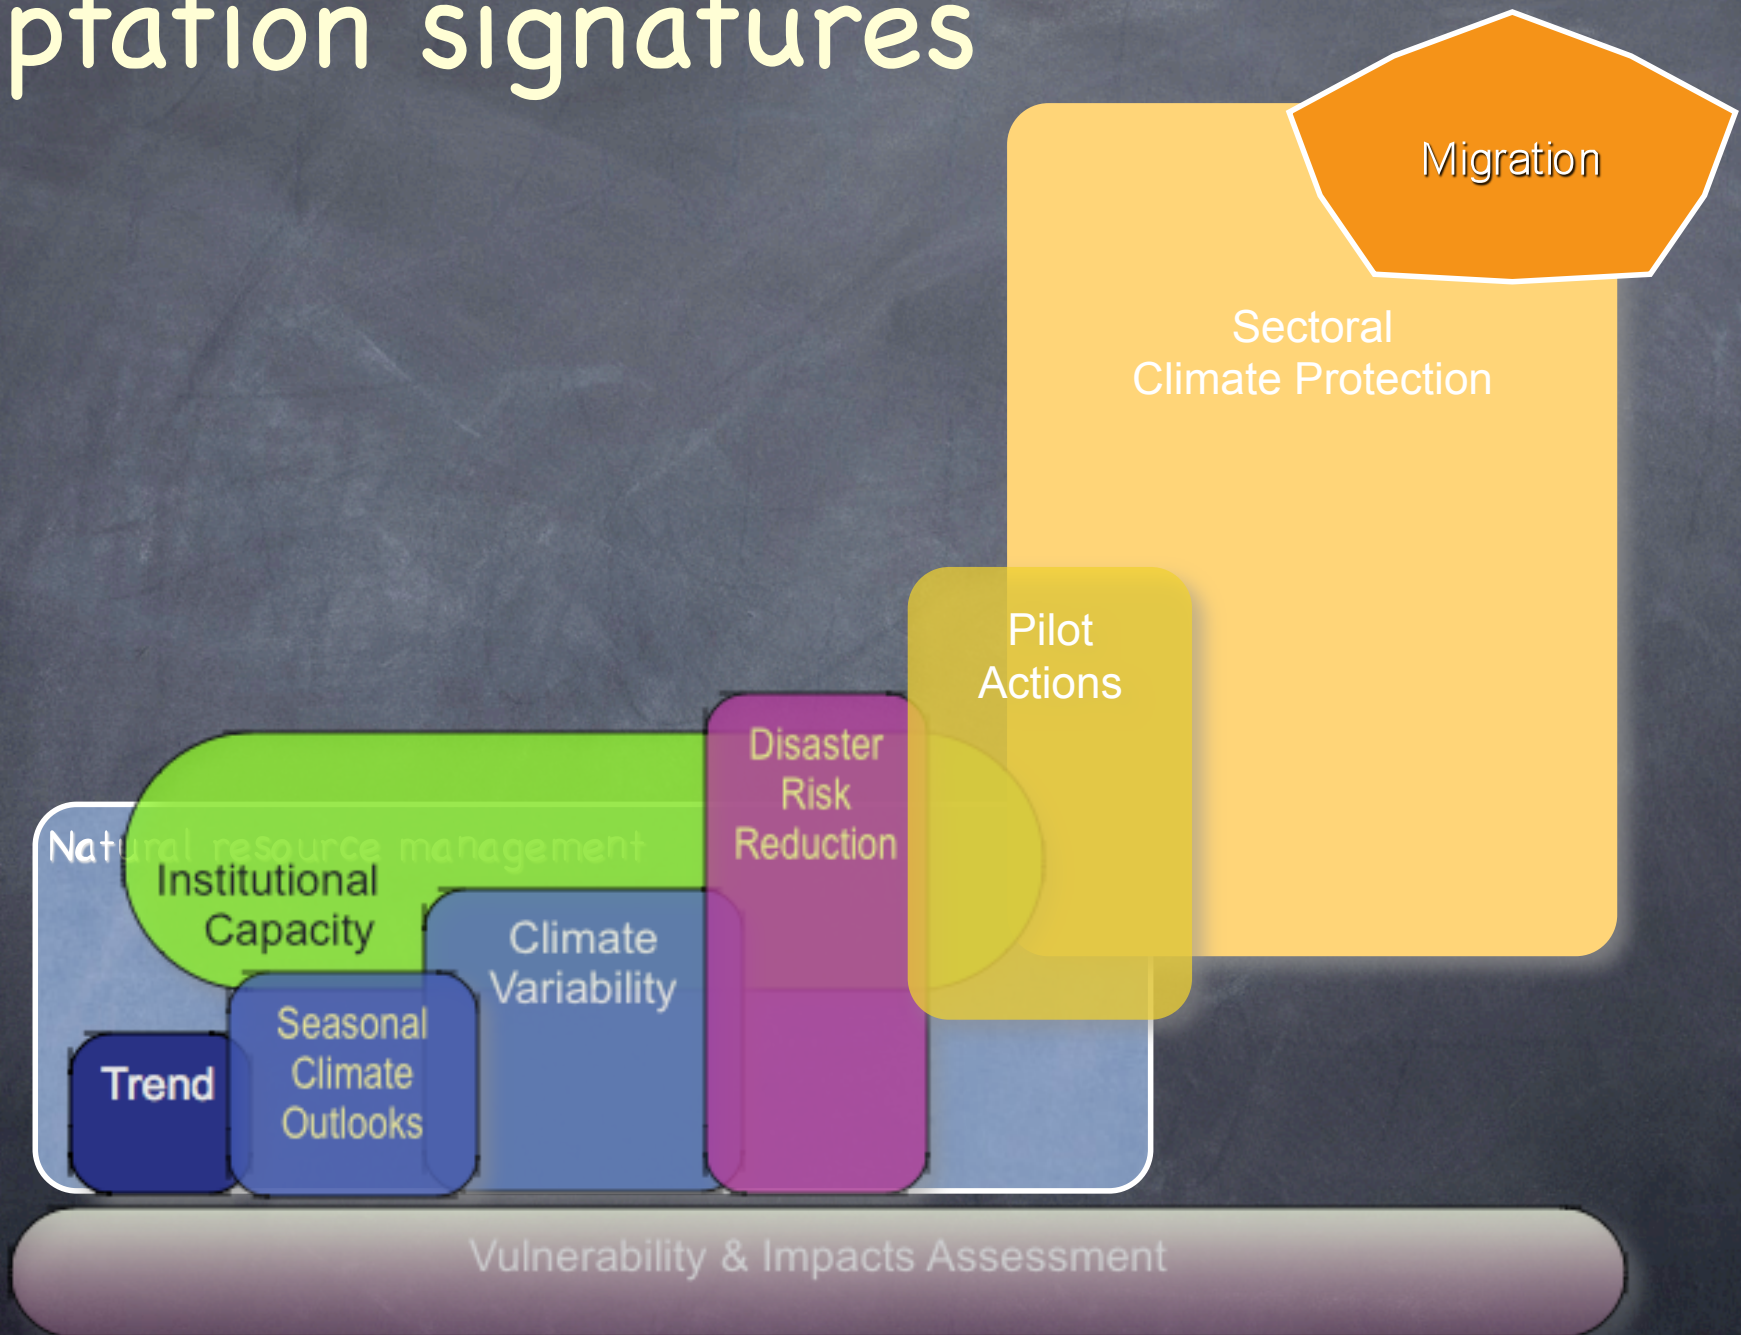 ptation signatures
Migration
Sectoral
Climate Protection
Pilot
Actions
Disaster
Risk
Reduction
Natural resource management
Institutional
Capacity
Climate
Variability
Seasonal
Climate
Outlooks
Trend
Vulnerability & Impacts Assessment